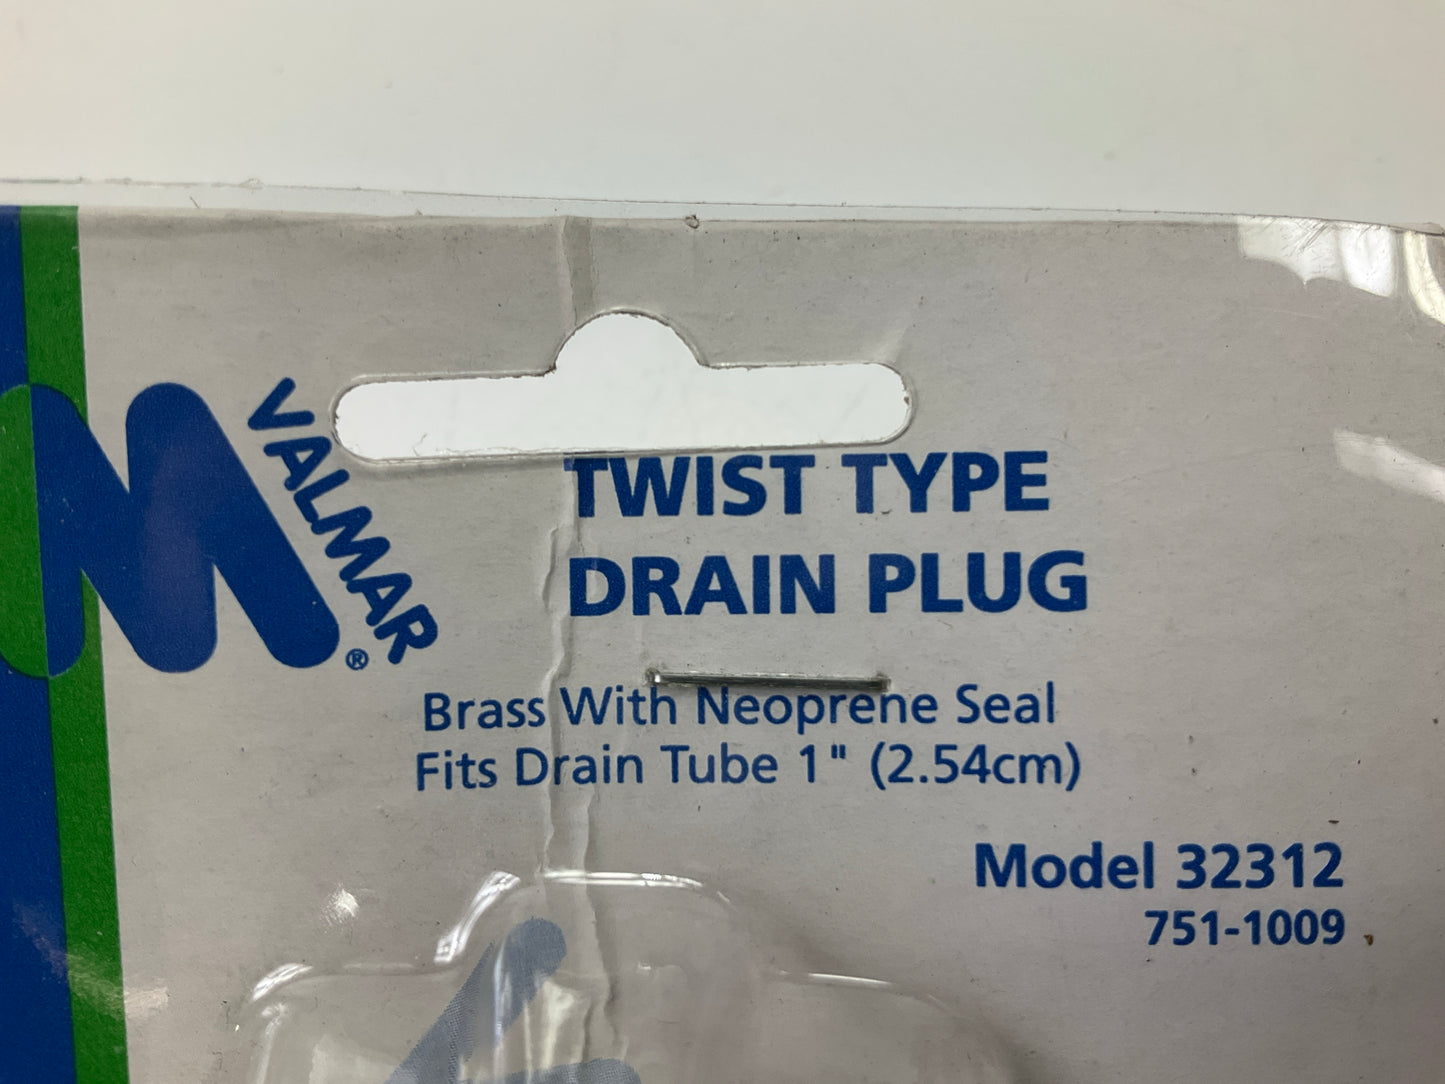 VALMAR®
TWIST TYPE
DRAIN PLUG
Brass With Neoprene Seal
Fits Drain Tube 1" (2.54cm)
Model 32312
751-1009